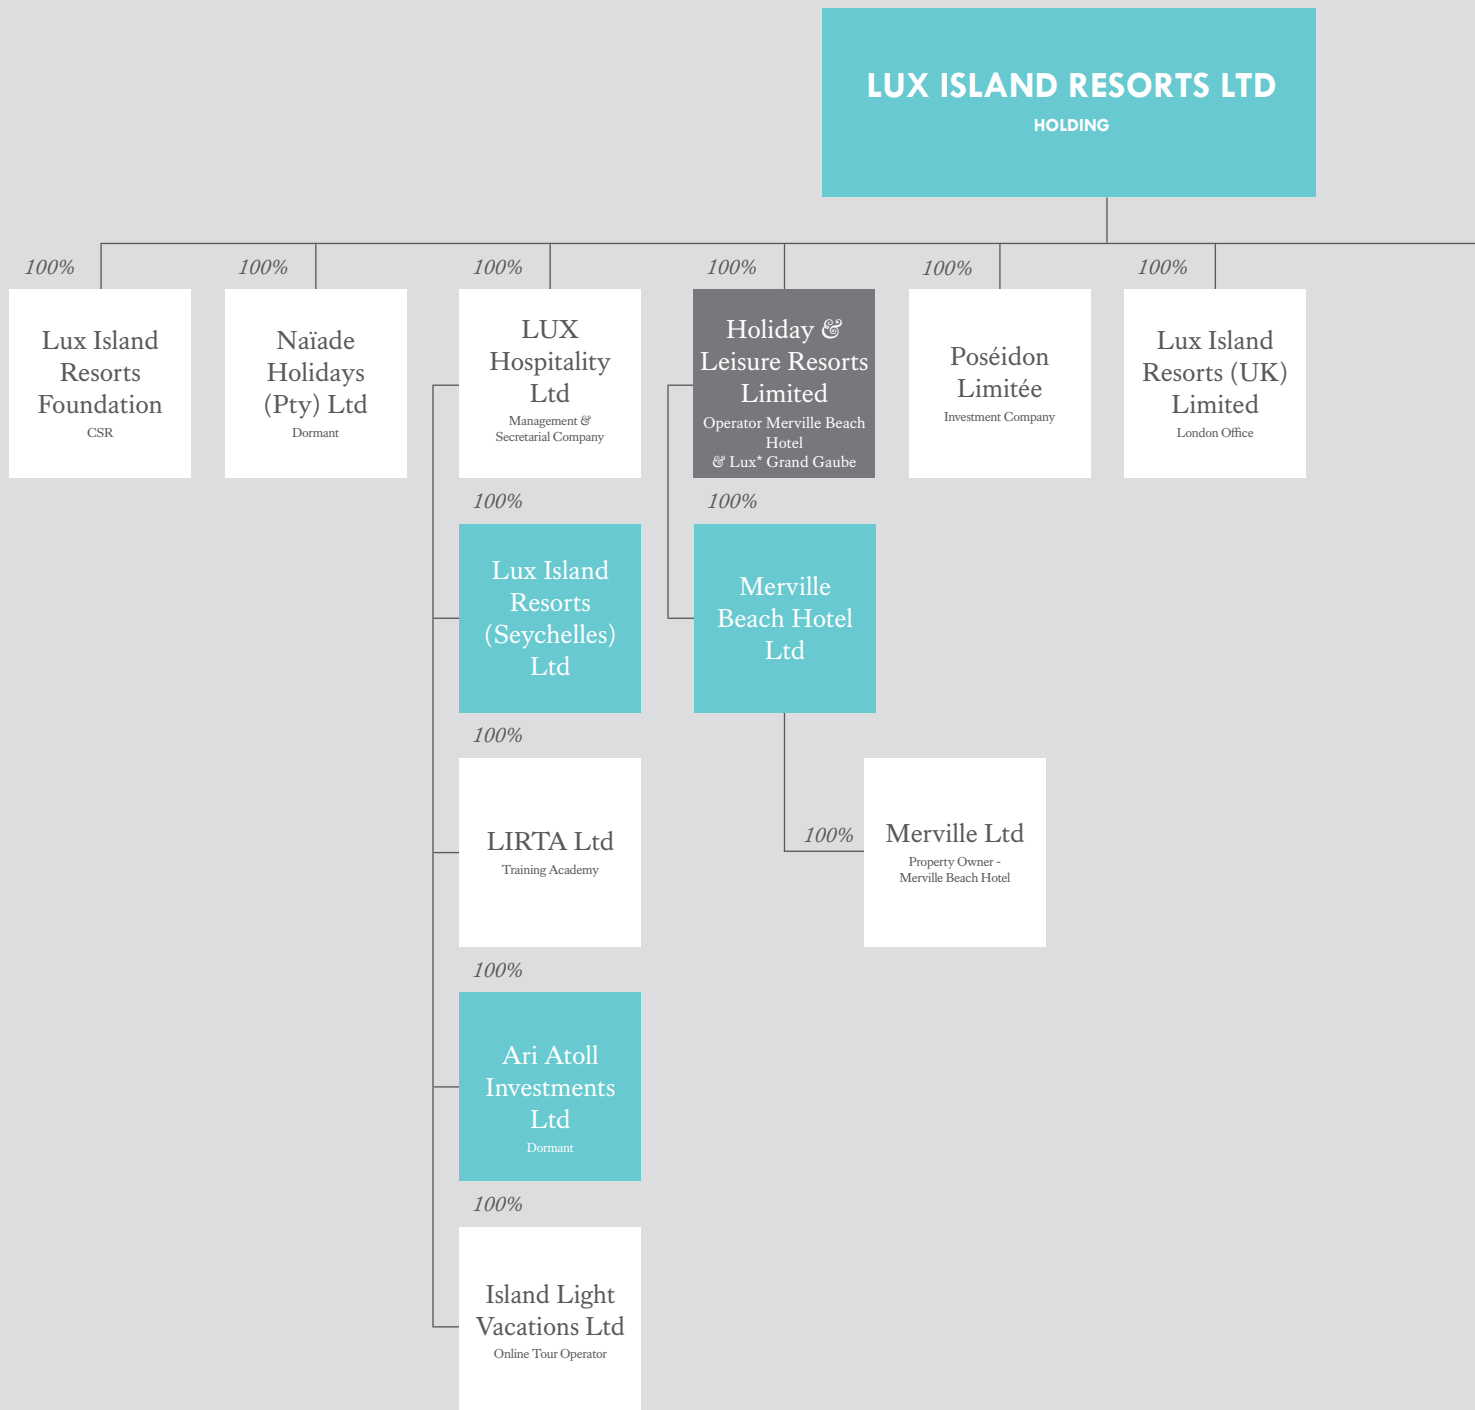 LUX ISLAND RESORTS LTD
HOLDING
100%
100%
100%
100%
100%
100%
Lux Island
Resorts
Foundation
CSR
Naïade
Holidays
(Pty) Ltd
Dormant
LUX
Hospitality
Ltd
Management &
Secretarial Company
Holiday &
Leisure Resorts
Limited
Operator Merville Beach
Hotel
& Lux* Grand Gaube
Poséidon
Limitée
Investment Company
Lux Island
Resorts (UK)
Limited
London Office
100%
100%
Lux Island
Resorts
(Seychelles)
Ltd
Merville
Beach Hotel
Ltd
100%
LIRTA Ltd
Training Academy
100%
Merville Ltd
Property Owner -
Merville Beach Hotel
100%
Ari Atoll
Investments
Ltd
Dormant
100%
Island Light
Vacations Ltd
Online Tour Operator